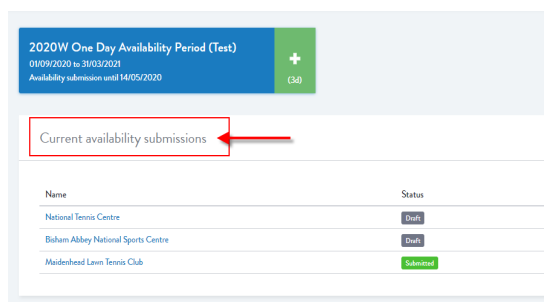 2020W One Day Availability Period (Test)
01/09/2020 to 31/03/2021
Availability submission until 14/05/2020
+
(3d)
Current availability submissions
Name Status
National Tennis Centre Draft
Bisham Abbey National Sports Centre Draft
Maidenhead Lawn Tennis Club Submitted